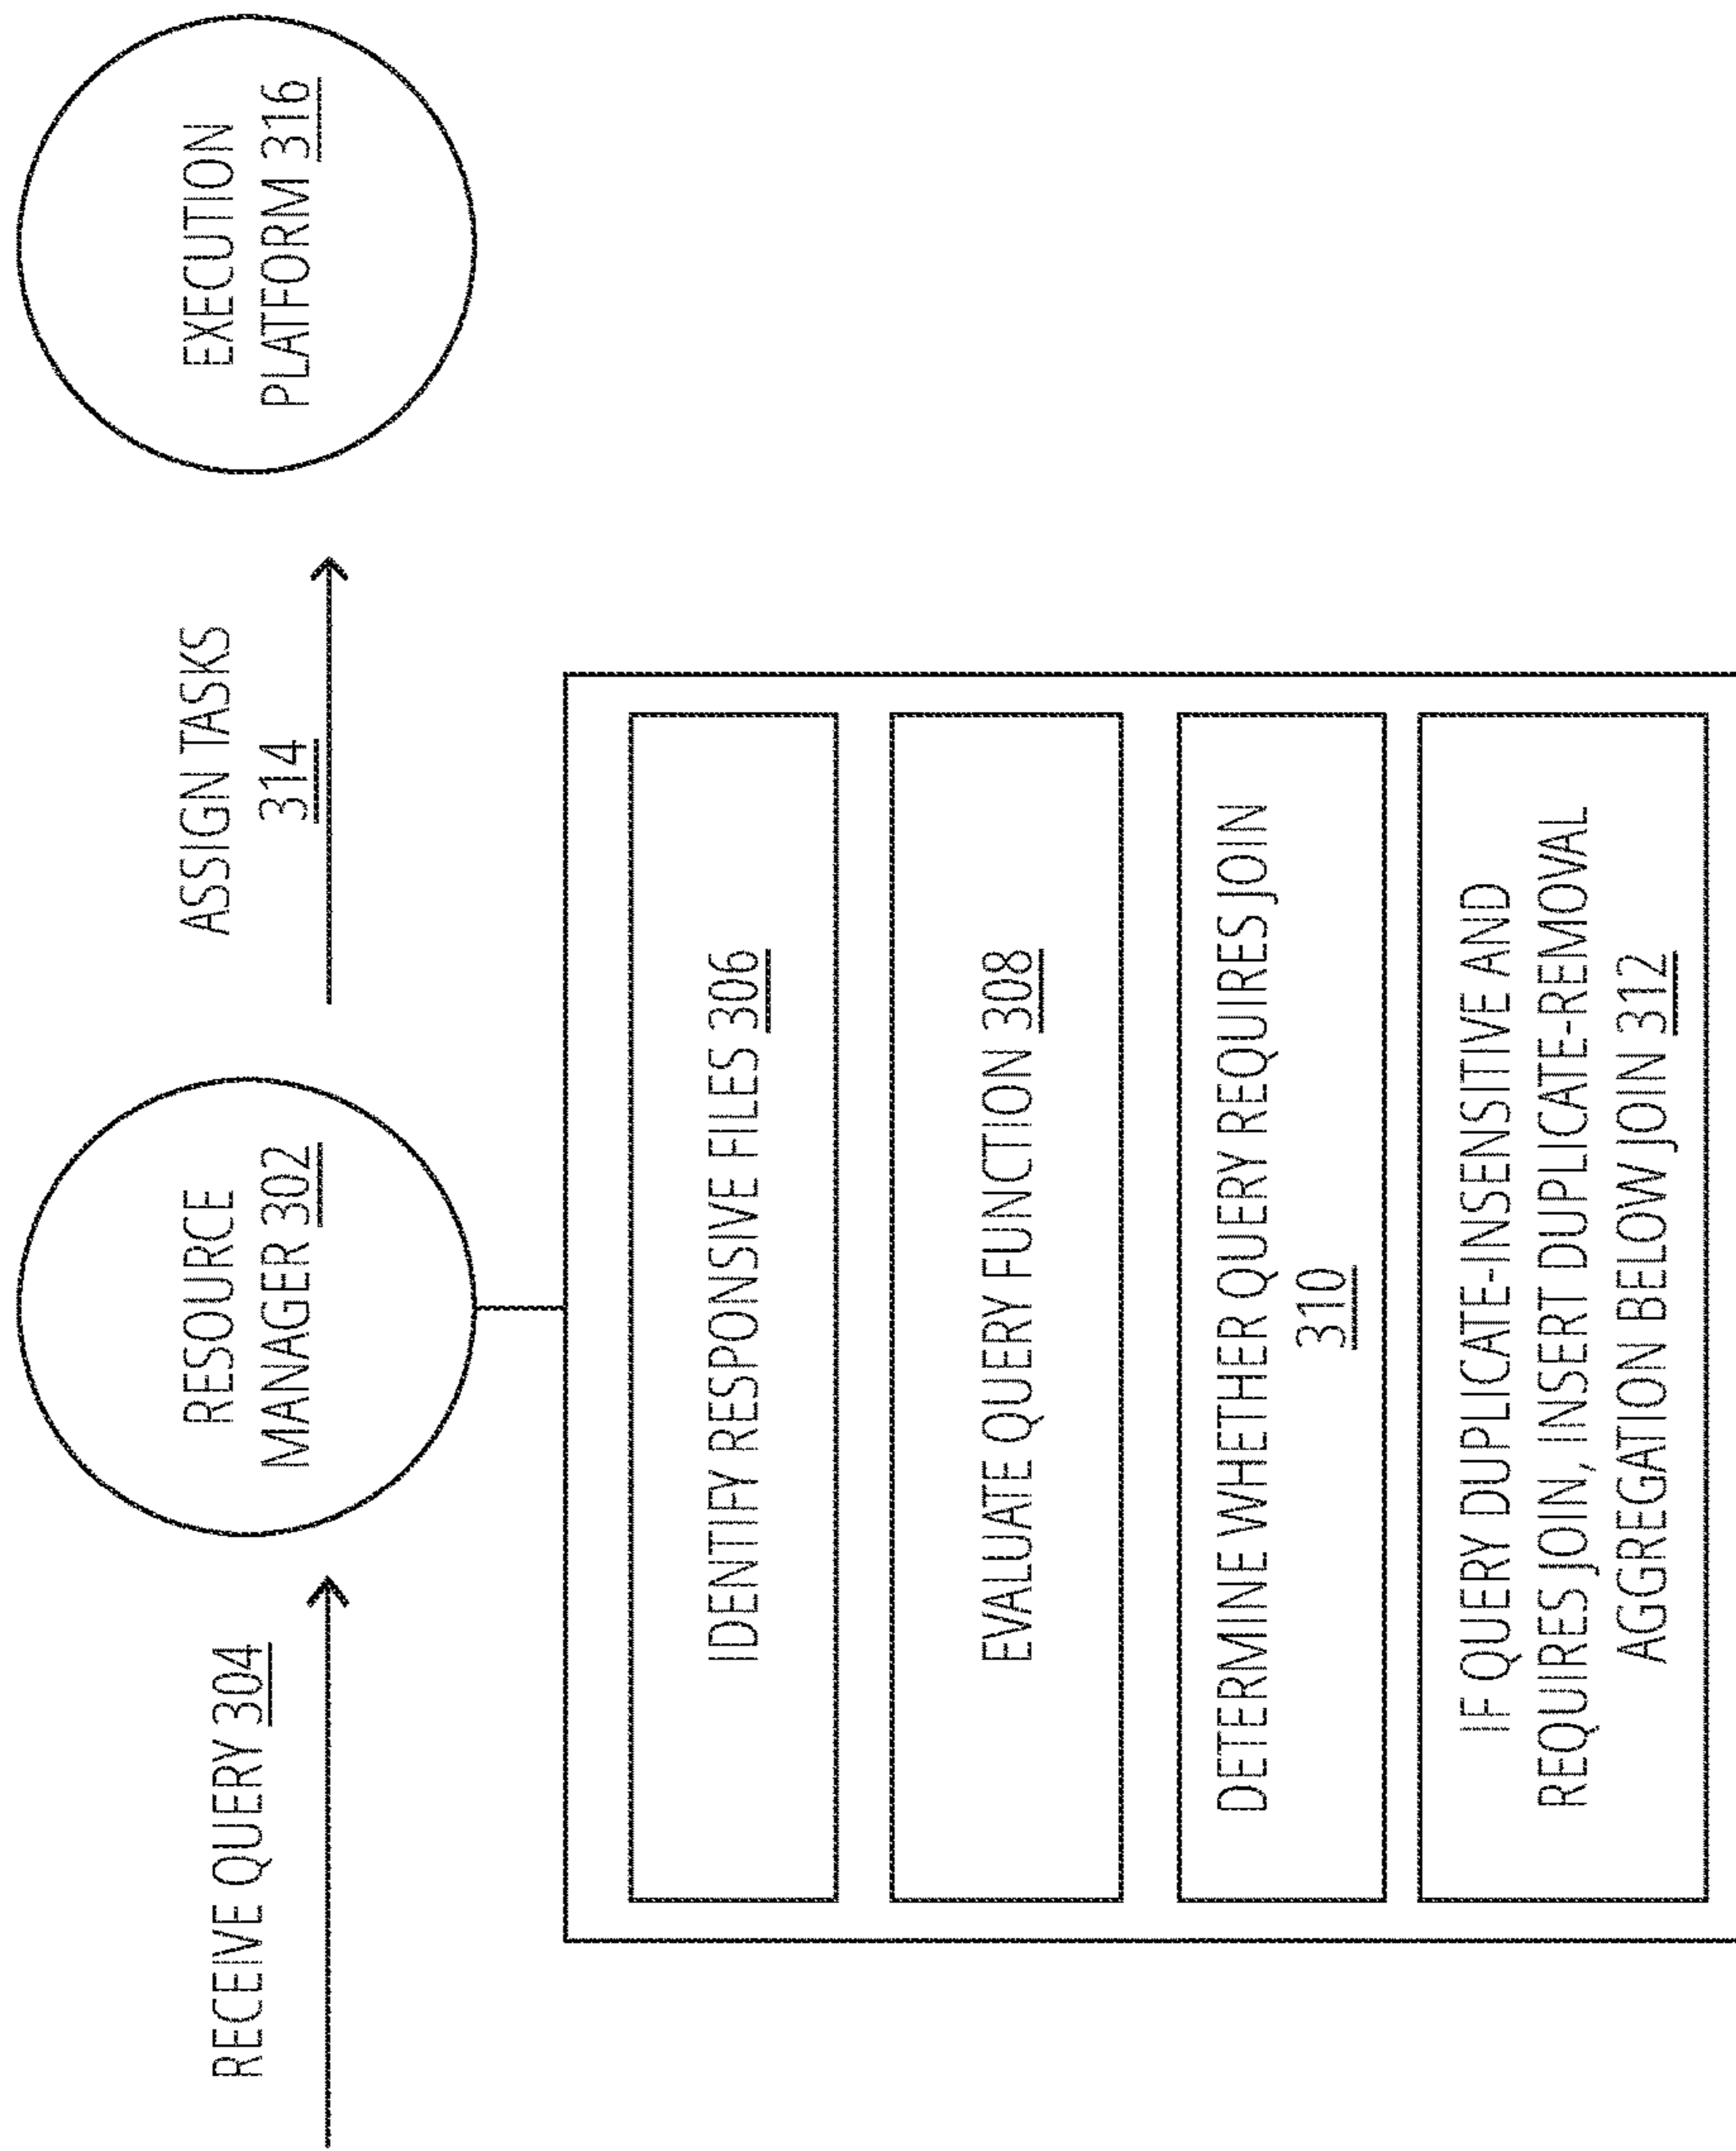 RECEIVE QUERY 304
RESOURCE
MANAGER 302
ASSIGN TASKS
314
EXECUTION
PLATFORM 316
IDENTIFY RESPONSIVE FILES 306
EVALUATE QUERY FUNCTION 308
DETERMINE WHETHER QUERY REQUIRES JOIN
310
IF QUERY DUPLICATE-INSENSITIVE AND
REQUIRES JOIN, INSERT DUPLICATE-REMOVAL
AGGREGATION BELOW JOIN 312